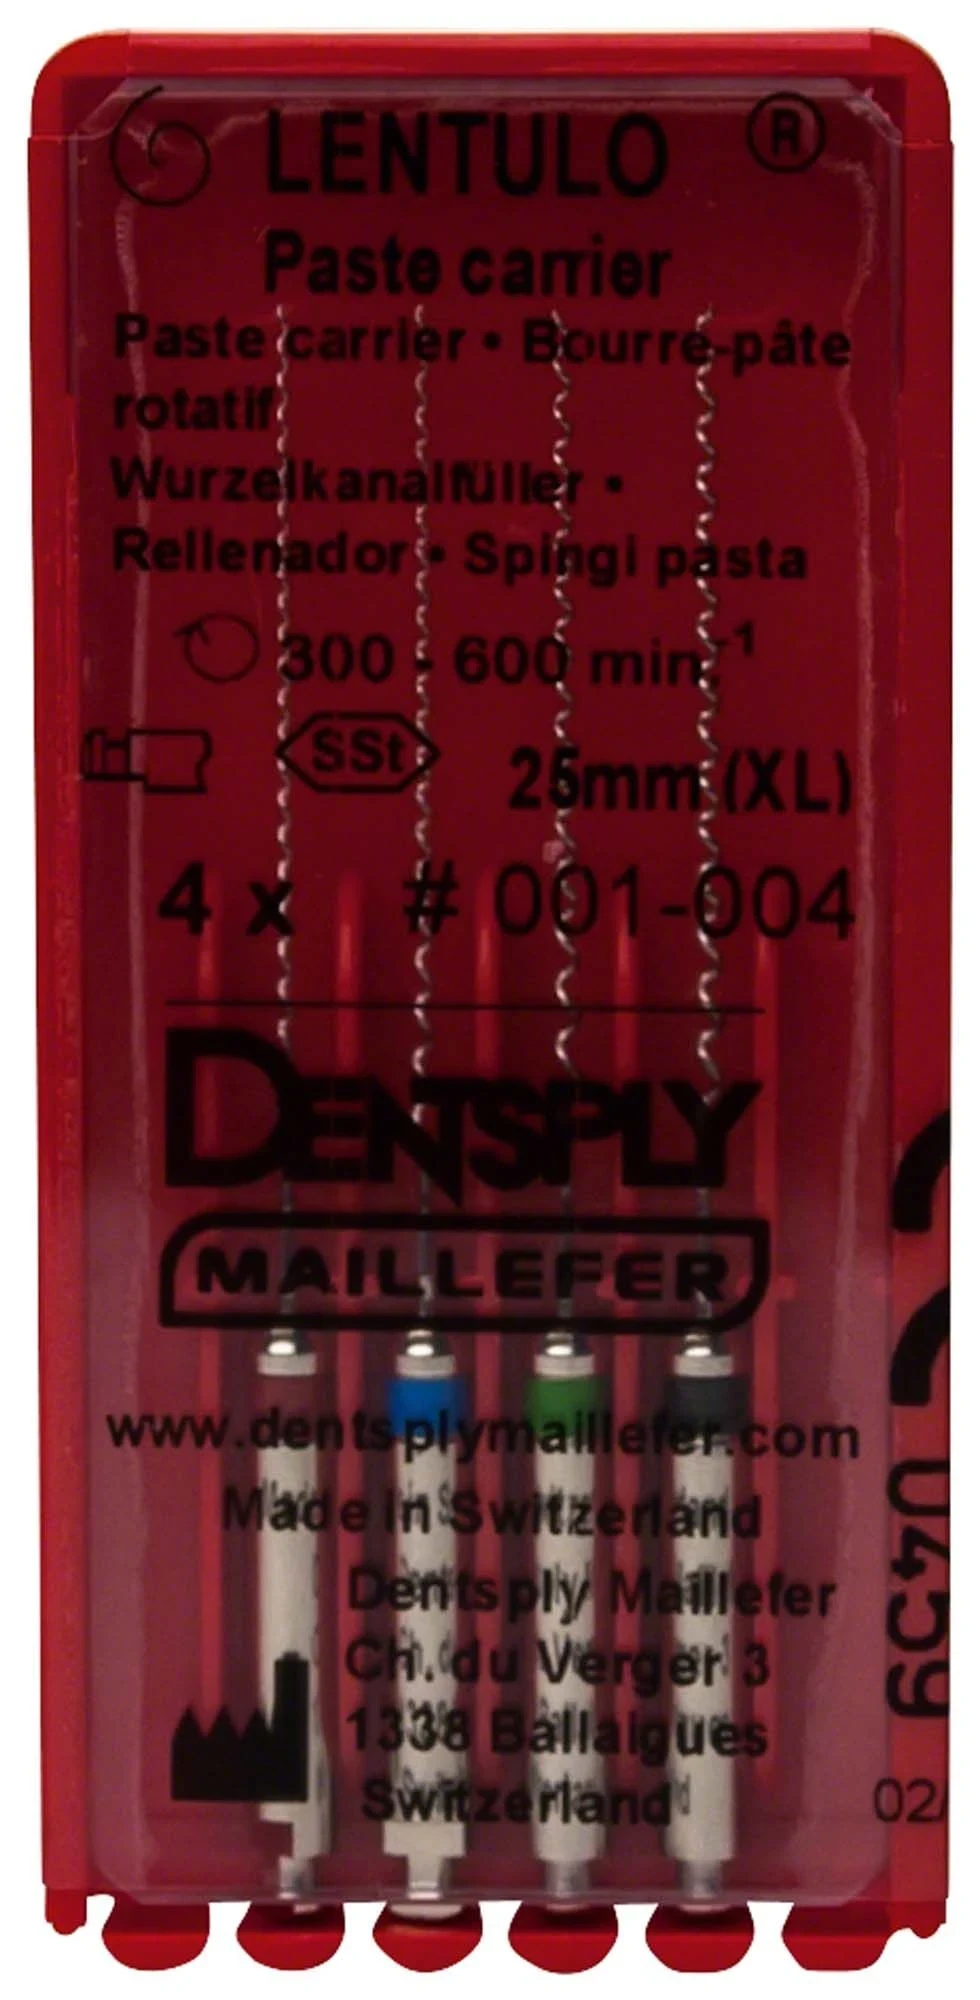 LENTULO ®
Paste carrier
Paste carrier • Bourre-pâte
rotatif
Wurzelkanalfüller •
Rellenador • Spingi pasta
300 - 600 min.-1
SSt 25mm (XL)
4 x # 001-004
DENTSPLY
MAILLEFER
www.dentsplymaillefer.com
Made in Switzerland
Dentsply Maillefer
Ch. du Verger 3
1338 Ballaigues
Switzerland
0459
02/